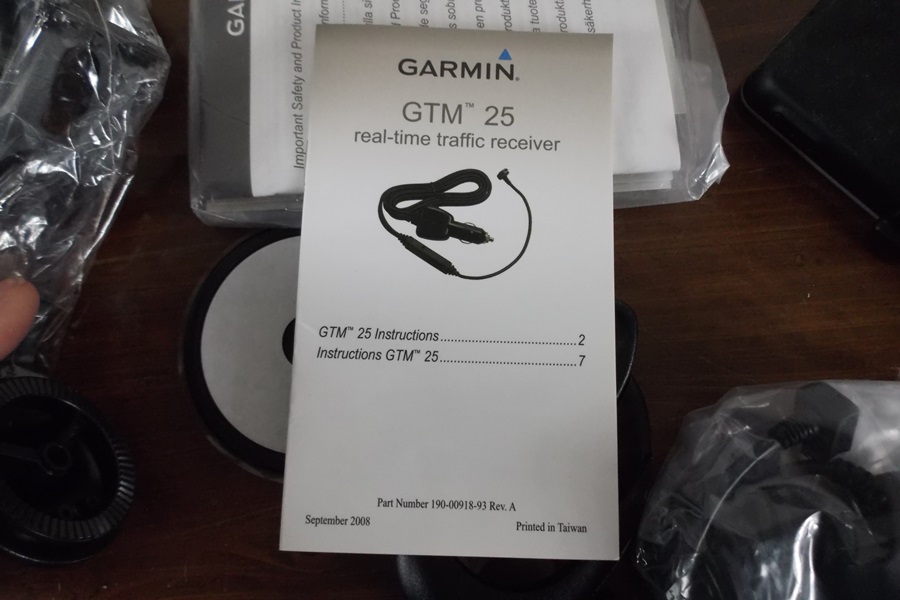 GARMIN
GTM™ 25
real-time traffic receiver
GTM™ 25 Instructions.......................................2
Instructions GTM™ 25.......................................7
Part Number 190-00918-93 Rev. A
September 2008
Printed in Taiwan
GA
Important Safety and Product I